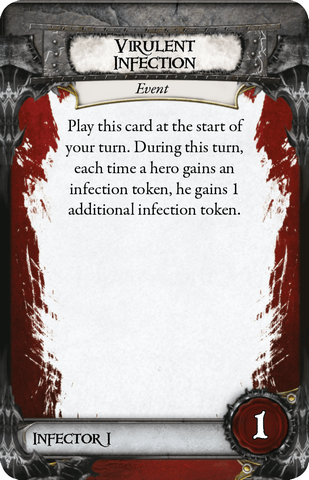 Virulent
Infection
Event
Play this card at the start of
your turn. During this turn,
each time a hero gains an
infection token, he gains 1
additional infection token.
Infector I
1